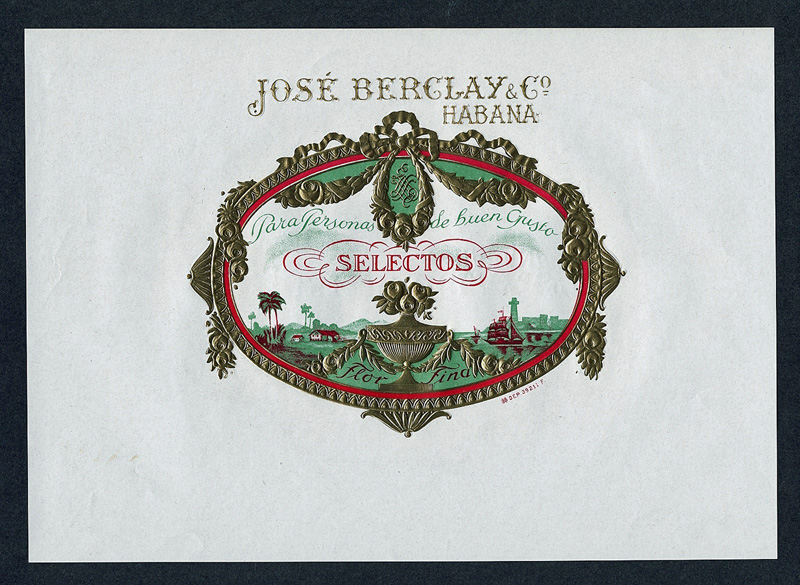 JOSÉ BERCLAY & Cº
HABANA
Para Personas de buen Gusto
SELECTOS
Flor Fina